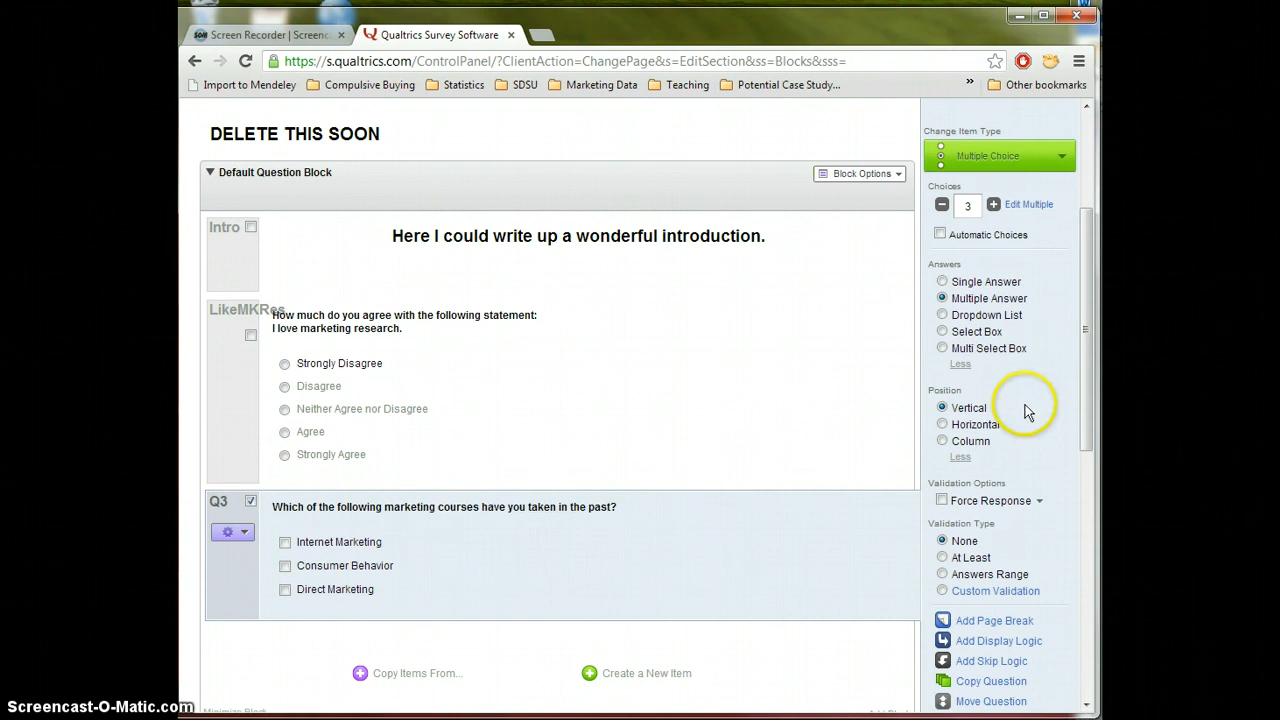 Screen Recorder | Screenc
Qualtrics Survey Software
https://s.qualtrics.com/ControlPanel/?ClientAction=ChangePage&s=EditSection&ss=Blocks&sss=
Import to Mendeley
Compulsive Buying
Statistics
SDSU
Marketing Data
Teaching
Potential Case Study...
»
Other bookmarks
DELETE THIS SOON
Default Question Block
Block Options
Intro
Here I could write up a wonderful introduction.
LikeMKRes
How much do you agree with the following statement:
I love marketing research.
Strongly Disagree
Disagree
Neither Agree nor Disagree
Agree
Strongly Agree
Q3
Which of the following marketing courses have you taken in the past?
Internet Marketing
Consumer Behavior
Direct Marketing
Copy Items From...
Create a New Item
Minimize Block
Add Block
Change Item Type
Multiple Choice
Choices
3
Edit Multiple
Automatic Choices
Answers
Single Answer
Multiple Answer
Dropdown List
Select Box
Multi Select Box
Less
Position
Vertical
Horizontal
Column
Less
Validation Options
Force Response
Validation Type
None
At Least
Answers Range
Custom Validation
Add Page Break
Add Display Logic
Add Skip Logic
Copy Question
Move Question
Screencast-O-Matic.com